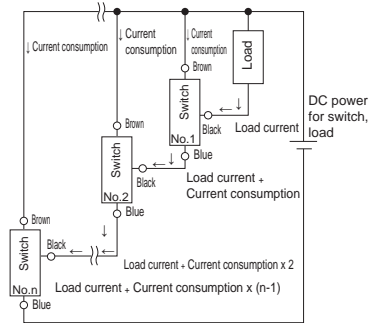 ↓ Current consumption
↓ Current
consumption
↓ Current
consumption
Load
Brown
Switch
No.1
←
↓
Black
Load current
DC power
for switch,
load
Brown
Blue
Switch
No.2
← ↓
Black
Load current +
Current consumption
Blue
↓
Brown
Black
← ←
Switch
No.n
Load current + Current consumption x 2
Load current + Current consumption x (n-1)
Blue